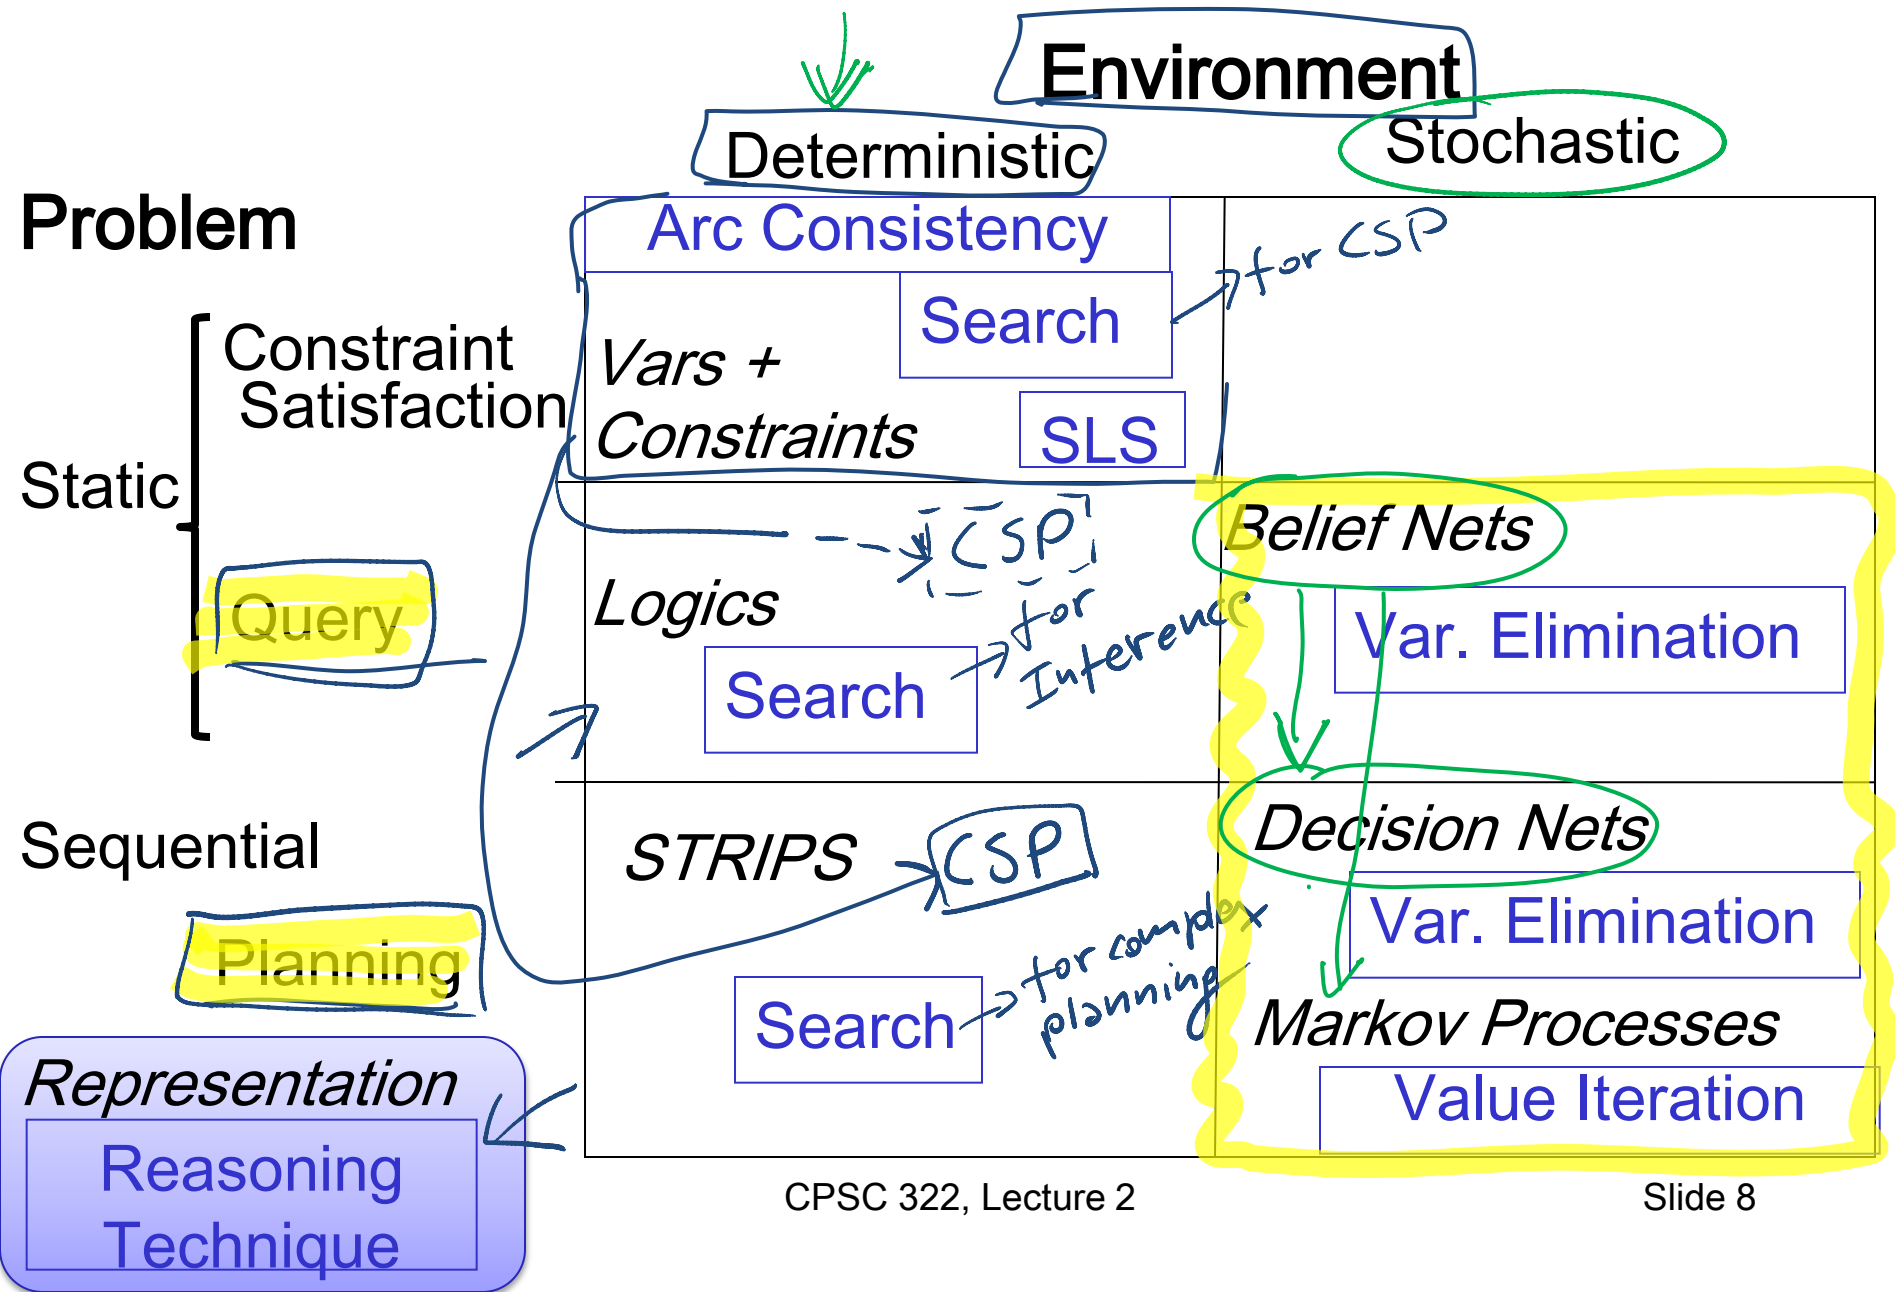 Environment
Deterministic
Stochastic
Problem
Arc Consistency
for CSP
Search
Constraint
Satisfaction
Vars +
Constraints
SLS
Static
CSP
Belief Nets
Query
Logics
for
Inference
Var. Elimination
Search
Sequential
STRIPS
CSP
Decision Nets
Var. Elimination
Planning
for complex
planning
Search
Markov Processes
Value Iteration
Representation
Reasoning
Technique
CPSC 322, Lecture 2
Slide 8